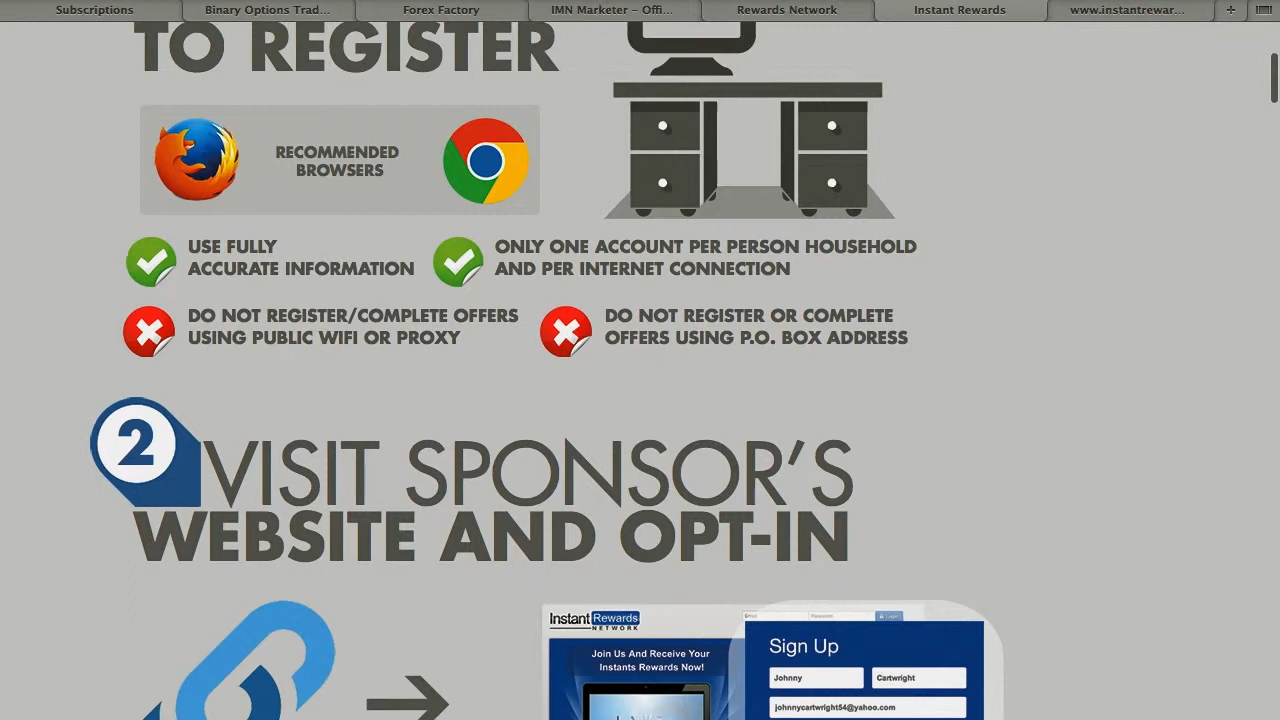 Subscriptions
Binary Options Trad...
Forex Factory
IMN Marketer – Offi...
Rewards Network
Instant Rewards
www.instantrewar...
TO REGISTER
RECOMMENDED
BROWSERS
USE FULLY
ACCURATE INFORMATION
ONLY ONE ACCOUNT PER PERSON HOUSEHOLD
AND PER INTERNET CONNECTION
DO NOT REGISTER/COMPLETE OFFERS
USING PUBLIC WIFI OR PROXY
DO NOT REGISTER OR COMPLETE
OFFERS USING P.O. BOX ADDRESS
2
VISIT SPONSOR'S
WEBSITE AND OPT-IN
Instant Rewards
NETWORK
Password
Login
Join Us And Receive Your
Instants Rewards Now!
Sign Up
Johnny
Cartwright
johnnycartwright54@yahoo.com